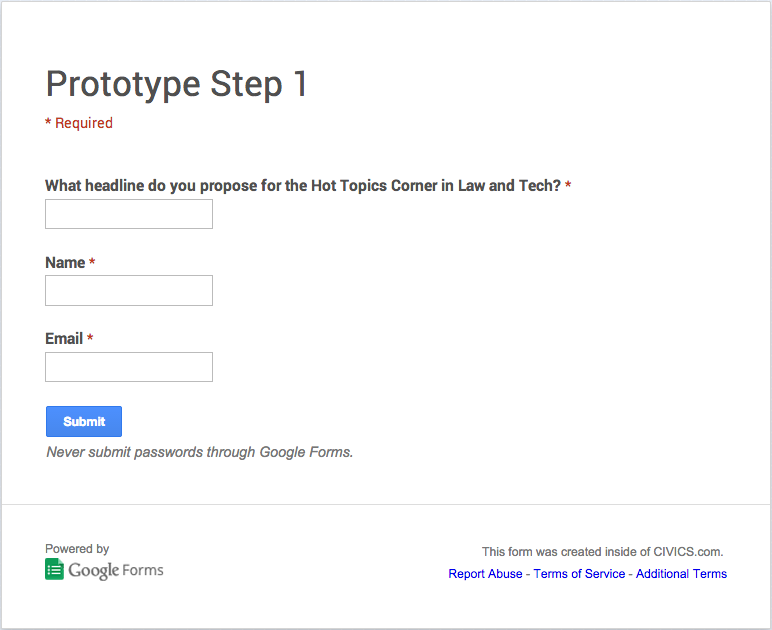 Prototype Step 1
* Required
What headline do you propose for the Hot Topics Corner in Law and Tech? *
Name *
Email *
Submit
Never submit passwords through Google Forms.
Powered by
Google Forms
This form was created inside of CIVICS.com.
Report Abuse - Terms of Service - Additional Terms